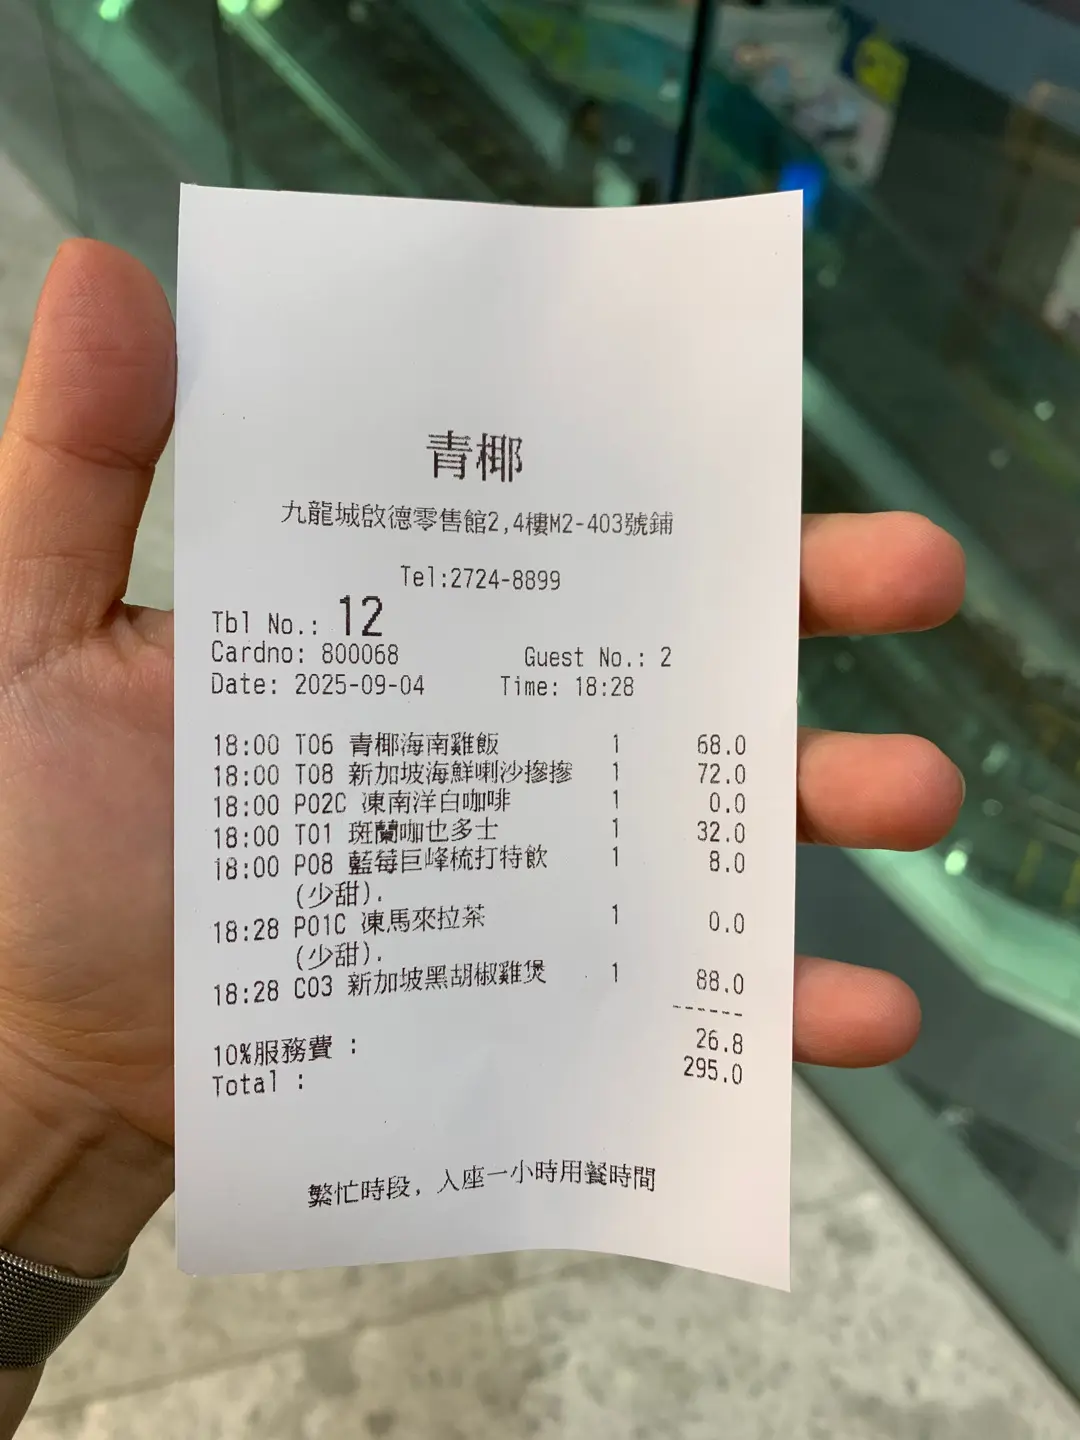 青椰
九龍城啟德零售館2,4樓M2-403號鋪
Tel:2724-8899
Tbl No.: 12
Cardno: 800068 Guest No.: 2
Date: 2025-09-04 Time: 18:28
18:00 T06 青椰海南雞飯 1 68.0
18:00 T08 新加坡海鮮喇沙摻摻 1 72.0
18:00 P02C 凍南洋白咖啡 1 0.0
18:00 T01 斑蘭咖也多士 1 32.0
18:00 P08 藍莓巨峰梳打特飲 1 8.0
(少甜).
18:28 P01C 凍馬來拉茶 1 0.0
(少甜).
18:28 C03 新加坡黑胡椒雞煲 1 88.0
------
10%服務費 : 26.8
Total : 295.0
繁忙時段, 入座一小時用餐時間